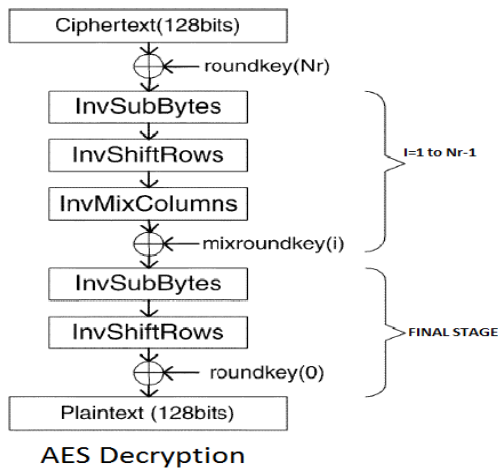 Ciphertext(128bits)
roundkey(Nr)
InvSubBytes
InvShiftRows
I=1 to Nr-1
InvMixColumns
mixroundkey(i)
InvSubBytes
InvShiftRows
FINAL STAGE
roundkey(0)
Plaintext (128bits)
AES Decryption